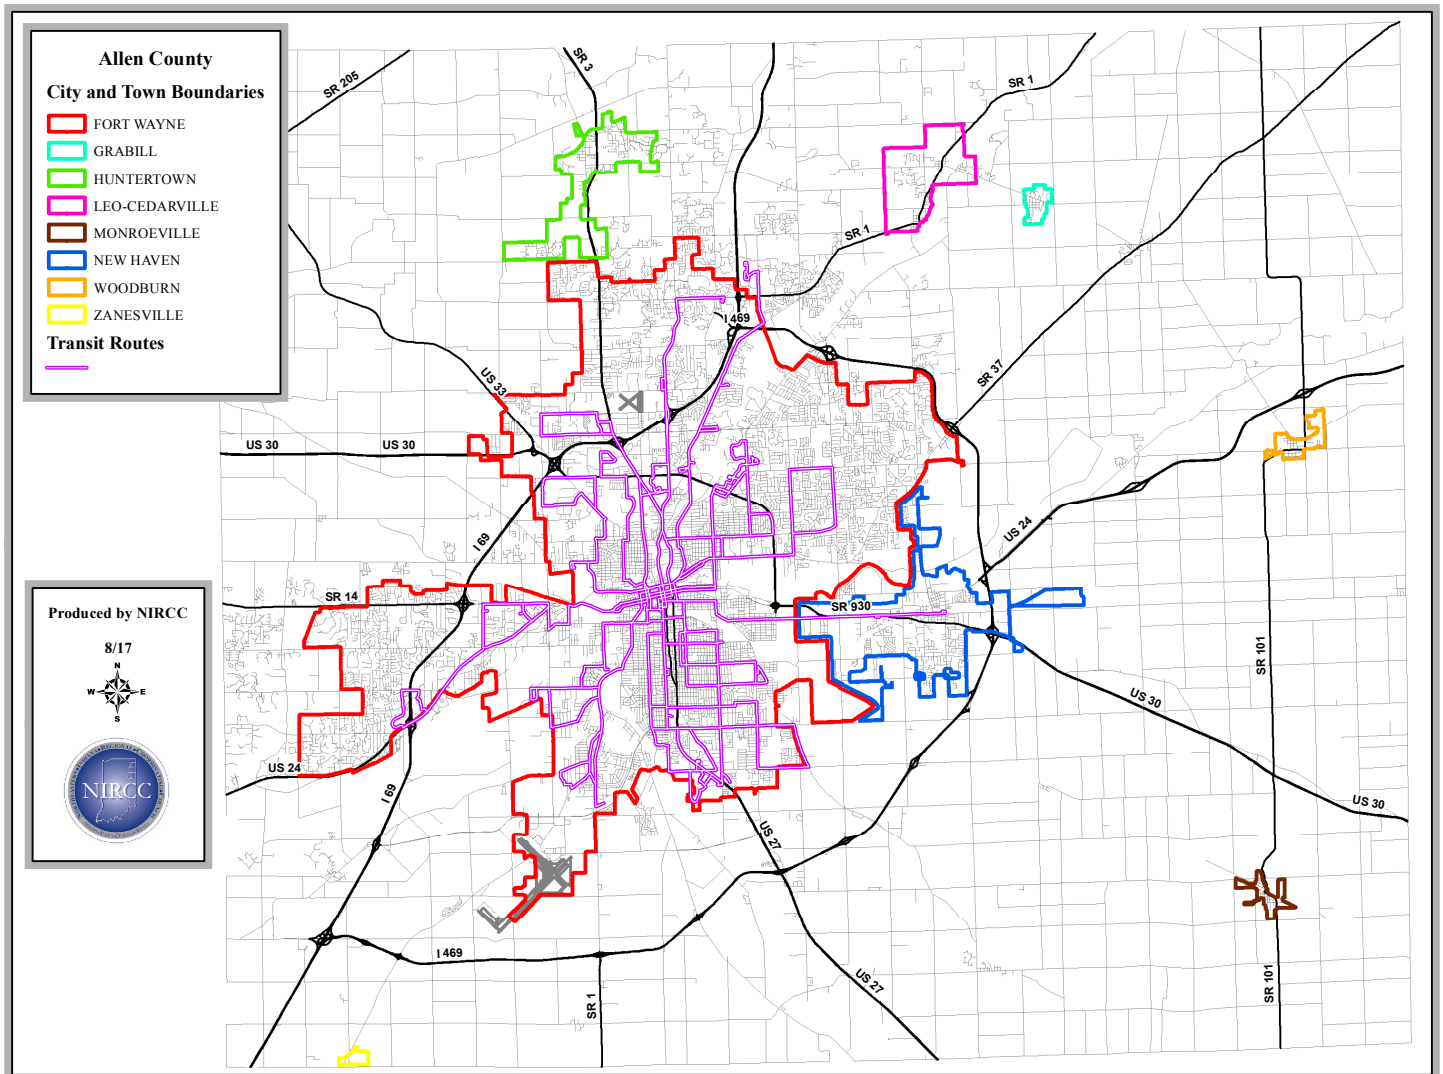 Allen County
City and Town Boundaries
FORT WAYNE
GRABILL
HUNTERTOWN
LEO-CEDARVILLE
MONROEVILLE
NEW HAVEN
WOODBURN
ZANESVILLE
Transit Routes
SR 205
SR 3
SR 1
SR 1
I 469
US 33
SR 37
US 30
US 30
I 69
US 24
SR 14
SR 930
SR 101
US 30
US 24
I 69
US 30
US 27
I 469
US 27
SR 1
SR 101
Produced by NIRCC
8/17
N
W E
S
NIRCC